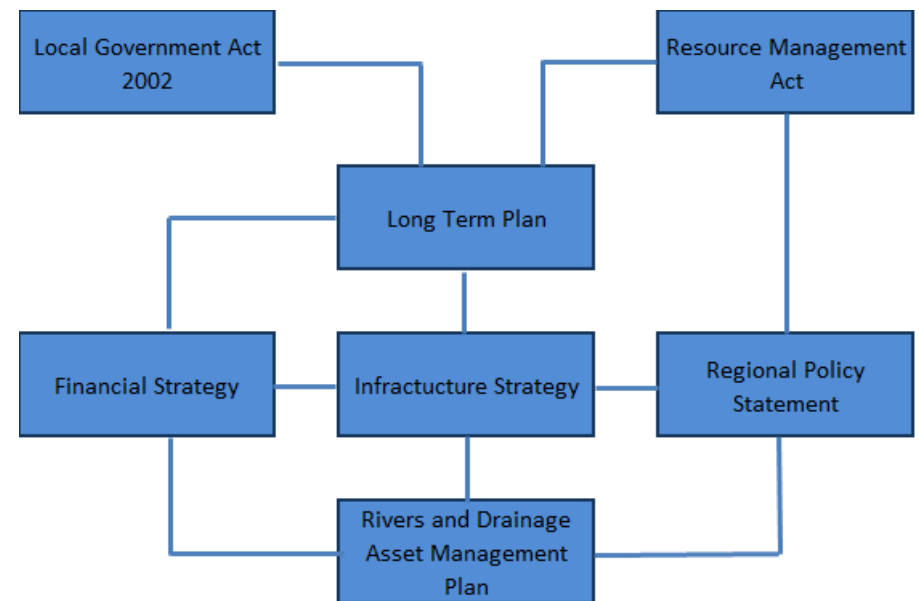 Local Government Act
2002
Resource Management
Act
Long Term Plan
Financial Strategy
Infractucture Strategy
Regional Policy
Statement
Rivers and Drainage
Asset Management
Plan